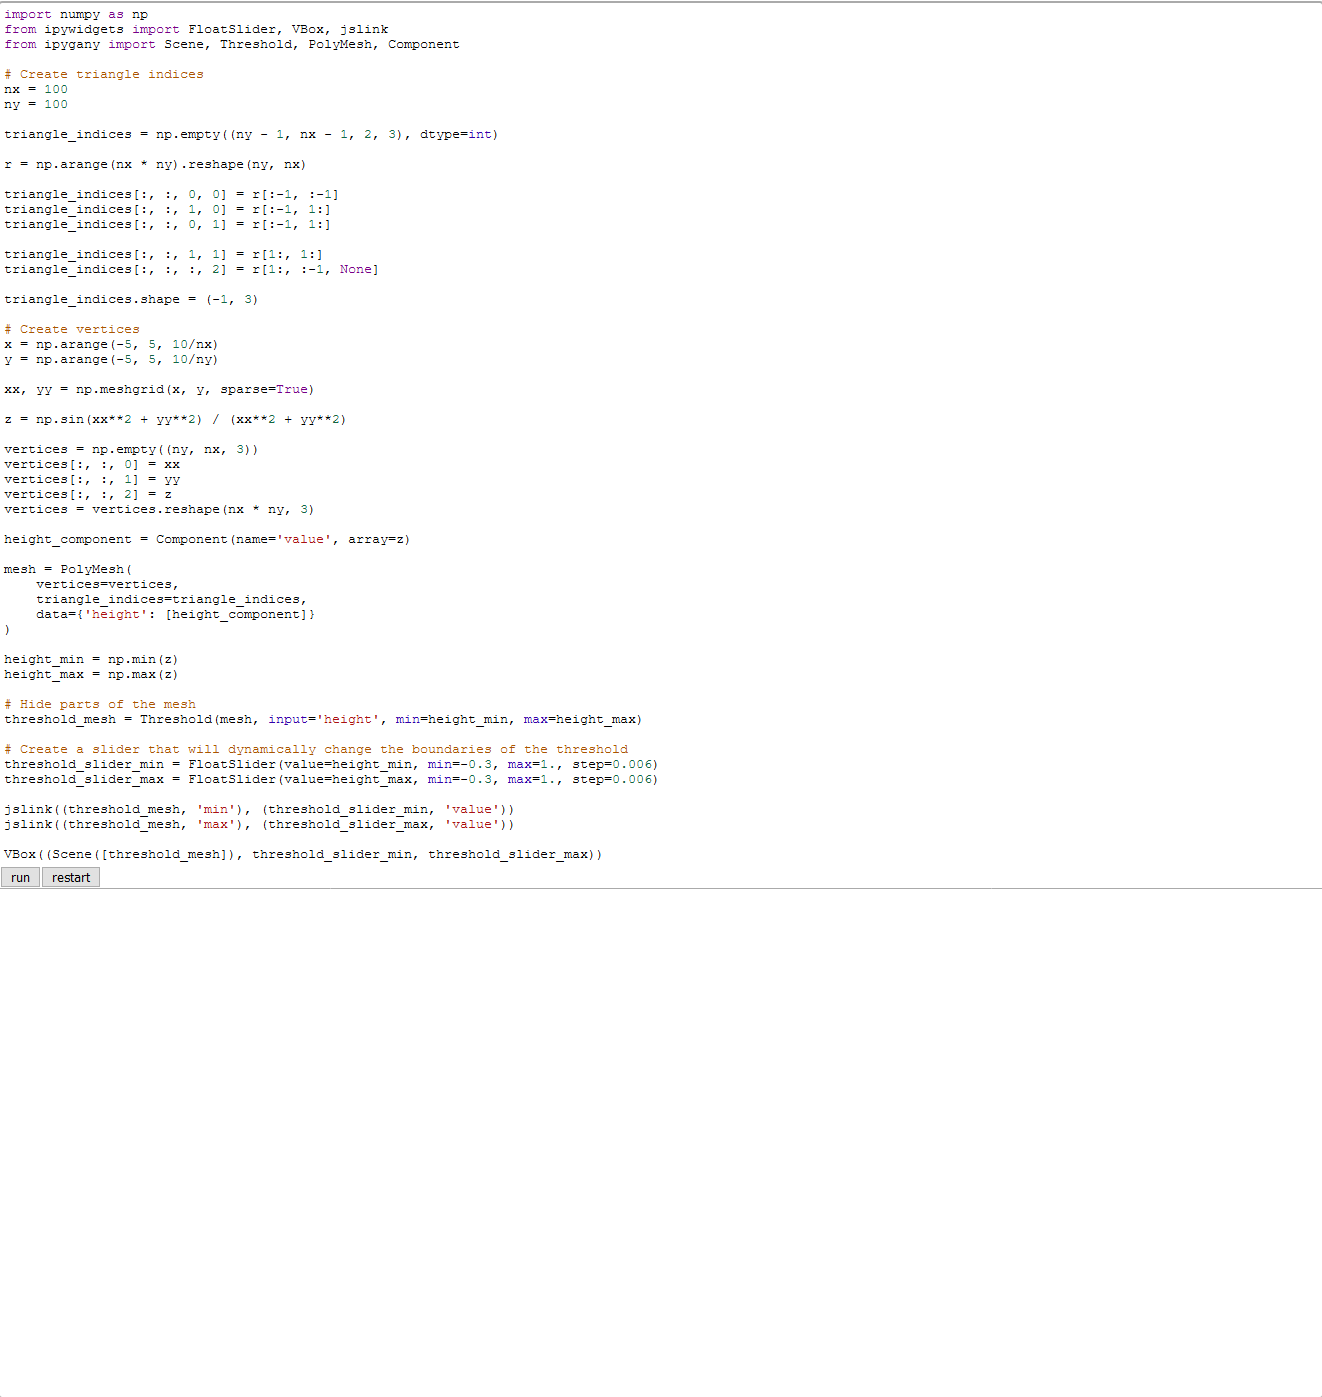 import numpy as np
from ipywidgets import FloatSlider, VBox, jslink
from ipygany import Scene, Threshold, PolyMesh, Component
# Create triangle indices
nx = 100
ny = 100
triangle_indices = np.empty((ny - 1, nx - 1, 2, 3), dtype=int)
r = np.arange(nx * ny).reshape(ny, nx)
triangle_indices[:, :, 0, 0] = r[:-1, :-1]
triangle_indices[:, :, 1, 0] = r[:-1, 1:]
triangle_indices[:, :, 0, 1] = r[:-1, 1:]
triangle_indices[:, :, 1, 1] = r[1:, 1:]
triangle_indices[:, :, :, 2] = r[1:, :-1, None]
triangle_indices.shape = (-1, 3)
# Create vertices
x = np.arange(-5, 5, 10/nx)
y = np.arange(-5, 5, 10/ny)
xx, yy = np.meshgrid(x, y, sparse=True)
z = np.sin(xx**2 + yy**2) / (xx**2 + yy**2)
vertices = np.empty((ny, nx, 3))
vertices[:, :, 0] = xx
vertices[:, :, 1] = yy
vertices[:, :, 2] = z
vertices = vertices.reshape(nx * ny, 3)
height_component = Component(name='value', array=z)
mesh = PolyMesh(
    vertices=vertices,
    triangle_indices=triangle_indices,
    data={'height': [height_component]}
)
height_min = np.min(z)
height_max = np.max(z)
# Hide parts of the mesh
threshold_mesh = Threshold(mesh, input='height', min=height_min, max=height_max)
# Create a slider that will dynamically change the boundaries of the threshold
threshold_slider_min = FloatSlider(value=height_min, min=-0.3, max=1., step=0.006)
threshold_slider_max = FloatSlider(value=height_max, min=-0.3, max=1., step=0.006)
jslink((threshold_mesh, 'min'), (threshold_slider_min, 'value'))
jslink((threshold_mesh, 'max'), (threshold_slider_max, 'value'))
VBox((Scene([threshold_mesh]), threshold_slider_min, threshold_slider_max))
run restart